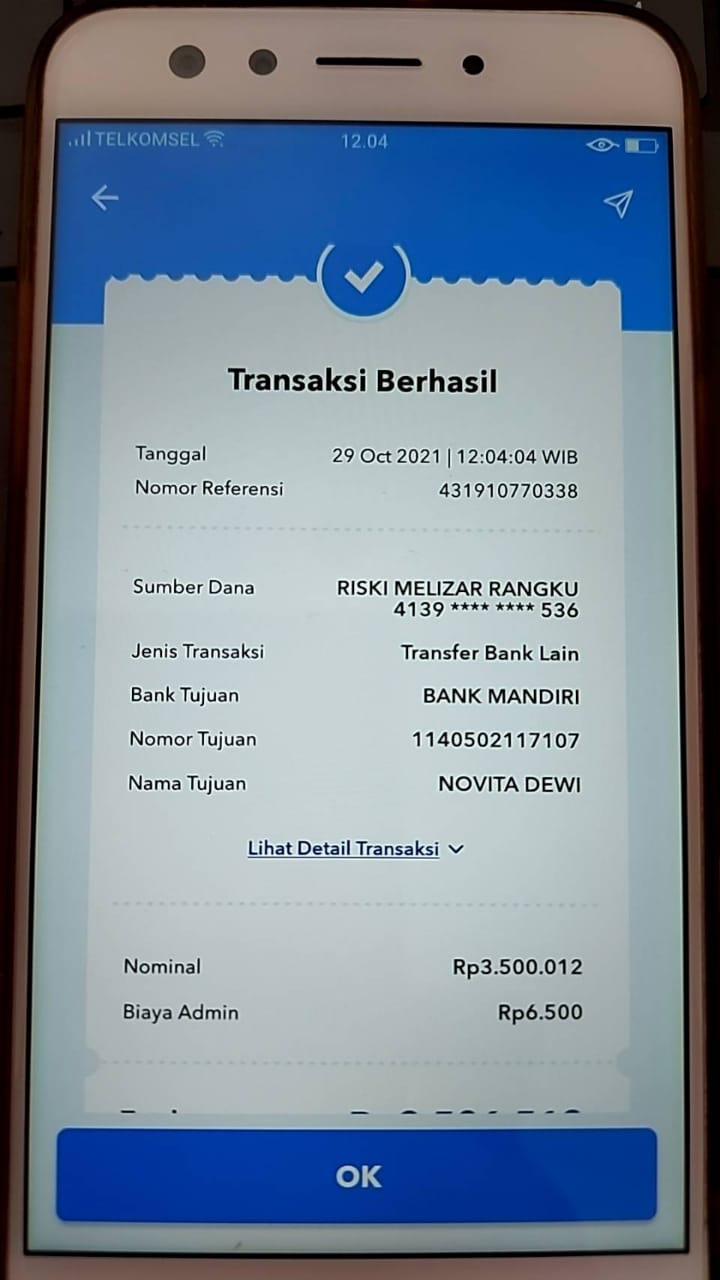 TELKOMSEL 12.04
Transaksi Berhasil
Tanggal 29 Oct 2021 | 12:04:04 WIB
Nomor Referensi 431910770338
Sumber Dana RISKI MELIZAR RANGKU
4139 **** **** 536
Jenis Transaksi Transfer Bank Lain
Bank Tujuan BANK MANDIRI
Nomor Tujuan 1140502117107
Nama Tujuan NOVITA DEWI
Lihat Detail Transaksi
Nominal Rp3.500.012
Biaya Admin Rp6.500
OK